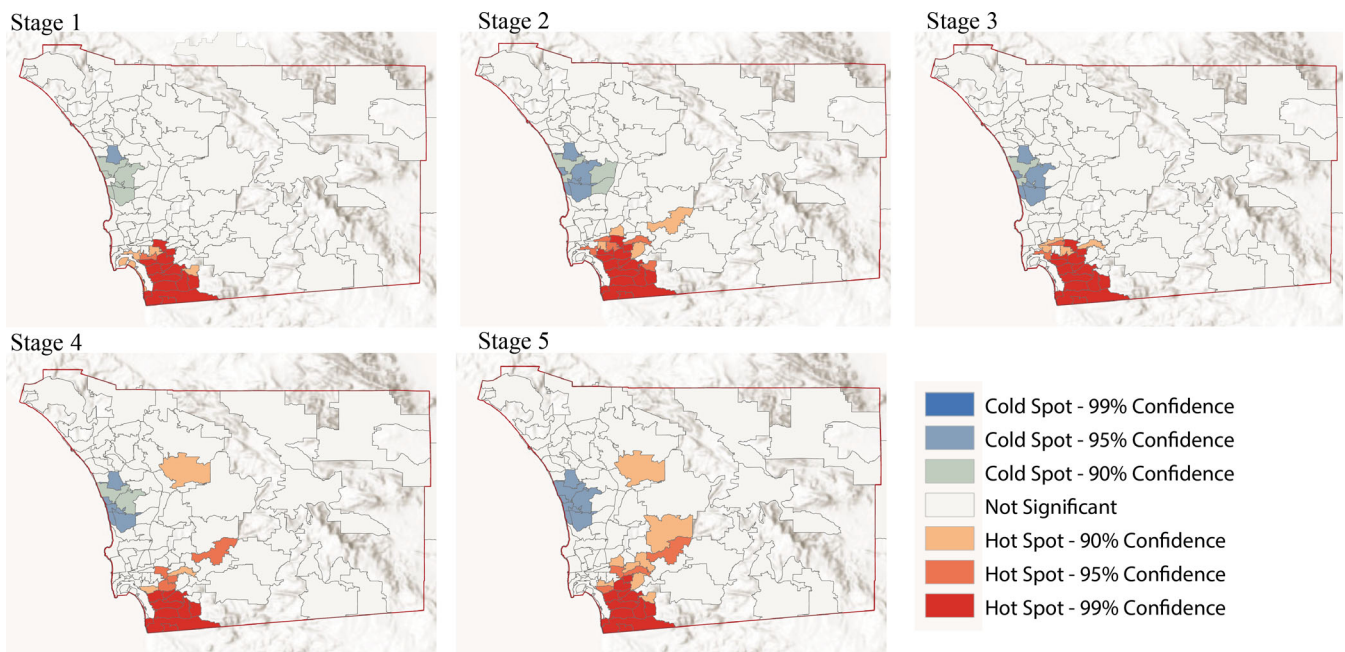 Stage 1
Stage 2
Stage 3
Stage 4
Stage 5
Cold Spot - 99% Confidence
Cold Spot - 95% Confidence
Cold Spot - 90% Confidence
Not Significant
Hot Spot - 90% Confidence
Hot Spot - 95% Confidence
Hot Spot - 99% Confidence